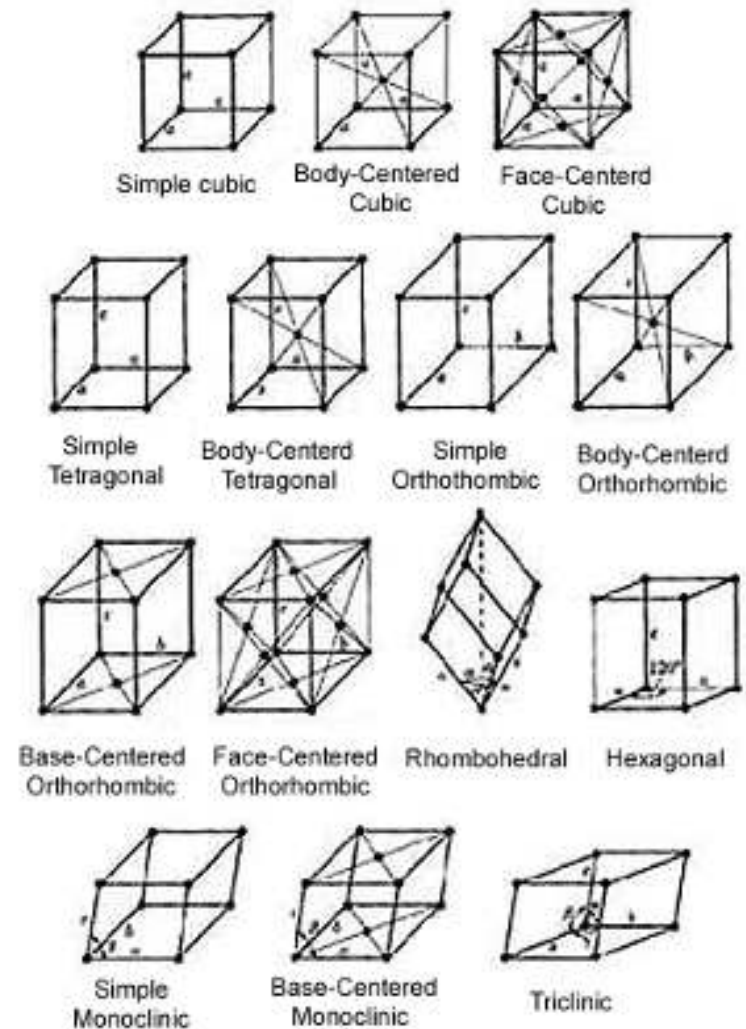 Simple cubic
Body-Centered
Cubic
Face-Centerd
Cubic
Simple
Tetragonal
Body-Centerd
Tetragonal
Simple
Orthothombic
Body-Centerd
Orthorhombic
Base-Centered
Orthorhombic
Face-Centered
Orthorhombic
Rhombohedral
120°
Hexagonal
Simple
Monoclinic
Base-Centered
Monoclinic
Triclinic